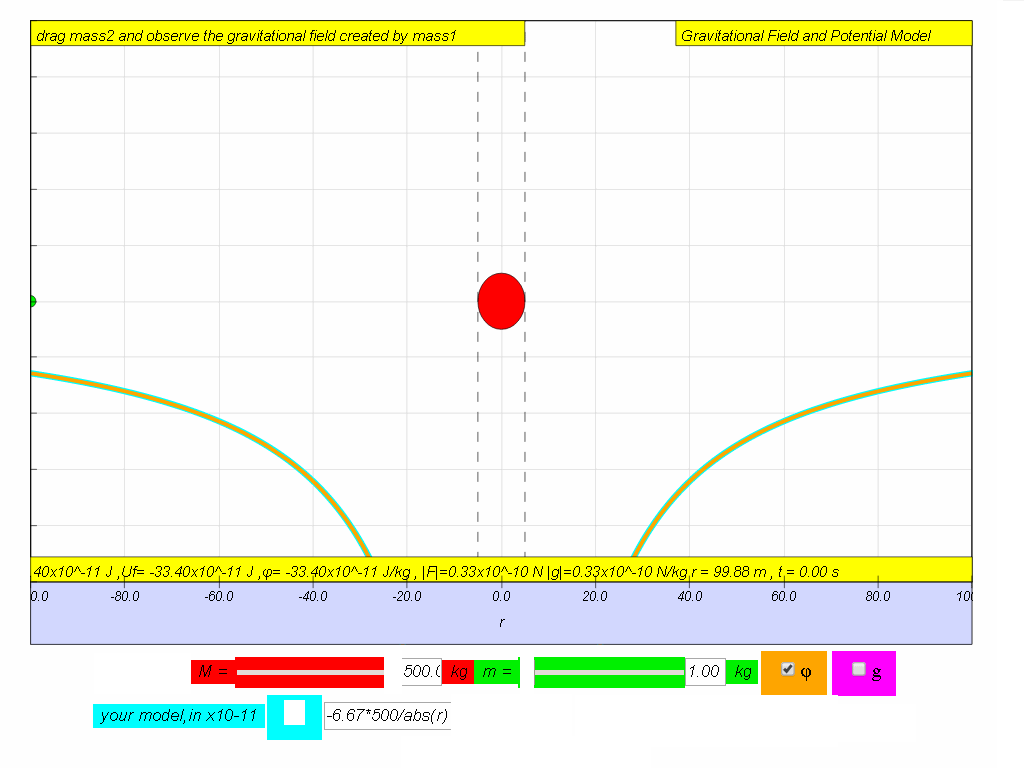 drag mass2 and observe the gravitational field created by mass1
Gravitational Field and Potential Model
40x10^-11 J ,Uf= -33.40x10^-11 J ,φ= -33.40x10^-11 J/kg , |F|=0.33x10^-10 N |g|=0.33x10^-10 N/kg,r = 99.88 m , t = 0.00 s
0.0 -80.0 -60.0 -40.0 -20.0 0.0 20.0 40.0 60.0 80.0 100
r
M = 500.0 kg m = 1.00 kg φ g
your model,in x10-11 -6.67*500/abs(r)